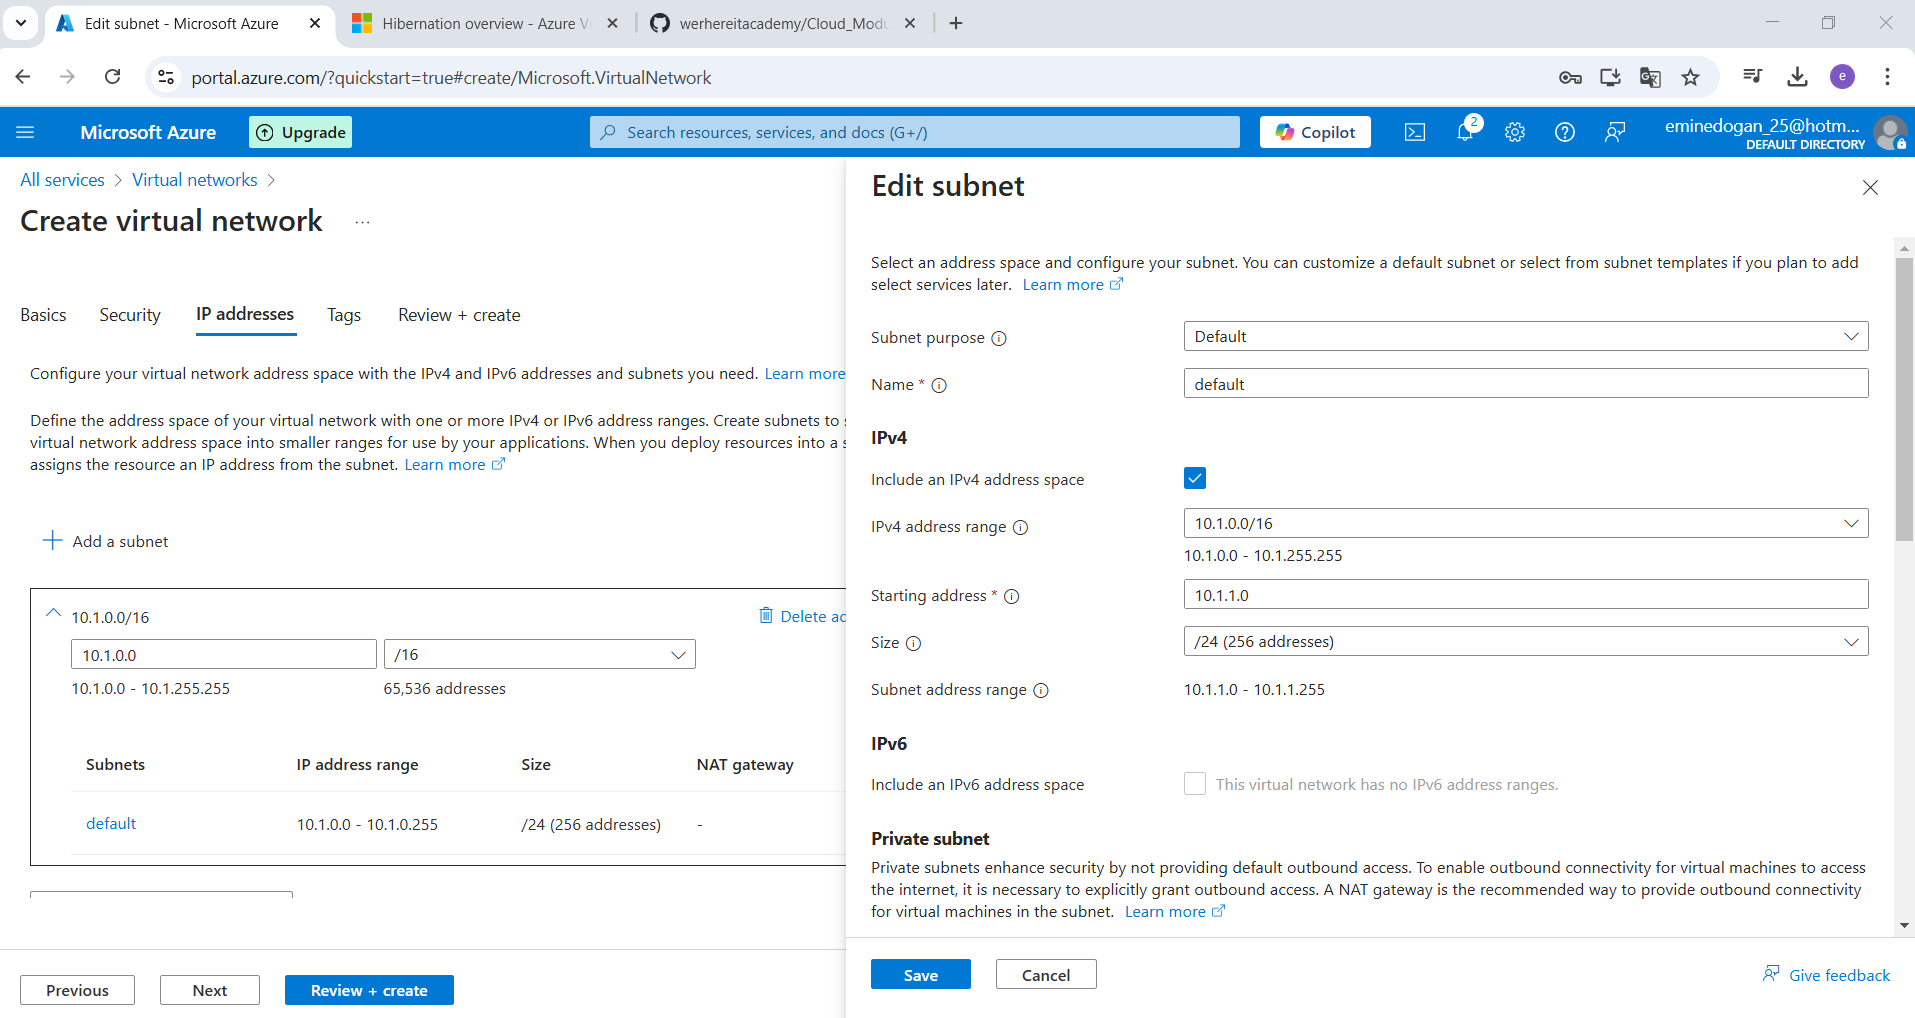 Edit subnet - Microsoft Azure
Hibernation overview - Azure Vi
werhereitacademy/Cloud_Modu
portal.azure.com/?quickstart=true#create/Microsoft.VirtualNetwork
e
Microsoft Azure
Upgrade
Search resources, services, and docs (G+/)
Copilot
2
eminedogan_25@hotm...
DEFAULT DIRECTORY
All services > Virtual networks >
Create virtual network ...
Basics
Security
IP addresses
Tags
Review + create
Configure your virtual network address space with the IPv4 and IPv6 addresses and subnets you need. Learn more
Define the address space of your virtual network with one or more IPv4 or IPv6 address ranges. Create subnets to s
virtual network address space into smaller ranges for use by your applications. When you deploy resources into a s
assigns the resource an IP address from the subnet. Learn more
Add a subnet
10.1.0.0/16
Delete ad
10.1.0.0
/16
10.1.0.0 - 10.1.255.255
65,536 addresses
Subnets
IP address range
Size
NAT gateway
default
10.1.0.0 - 10.1.0.255
/24 (256 addresses)
-
Previous
Next
Review + create
Edit subnet
Select an address space and configure your subnet. You can customize a default subnet or select from subnet templates if you plan to add
select services later. Learn more
Subnet purpose
Default
Name *
default
IPv4
Include an IPv4 address space
IPv4 address range
10.1.0.0/16
10.1.0.0 - 10.1.255.255
Starting address *
10.1.1.0
Size
/24 (256 addresses)
Subnet address range
10.1.1.0 - 10.1.1.255
IPv6
Include an IPv6 address space
This virtual network has no IPv6 address ranges.
Private subnet
Private subnets enhance security by not providing default outbound access. To enable outbound connectivity for virtual machines to access
the internet, it is necessary to explicitly grant outbound access. A NAT gateway is the recommended way to provide outbound connectivity
for virtual machines in the subnet. Learn more
Save
Cancel
Give feedback